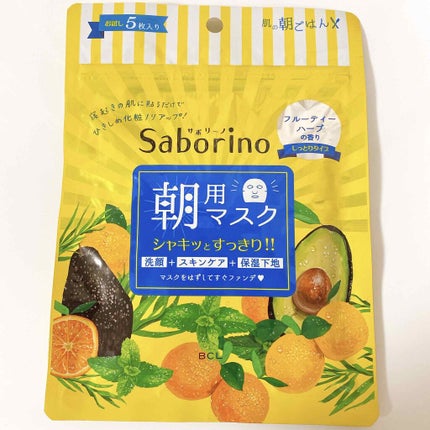 お試し5枚入り
肌の朝ごはん
寝起きの肌に貼るだけで
ひきしめ化粧ノリアップ!
サボリーノ
Saborino
フルーティー
ハーブ
の香り
しっとりタイプ
朝用マスク
シャキッとすっきり!!
洗顔+スキンケア+保湿下地
マスクをはずしてすぐファンデ♥
BCL